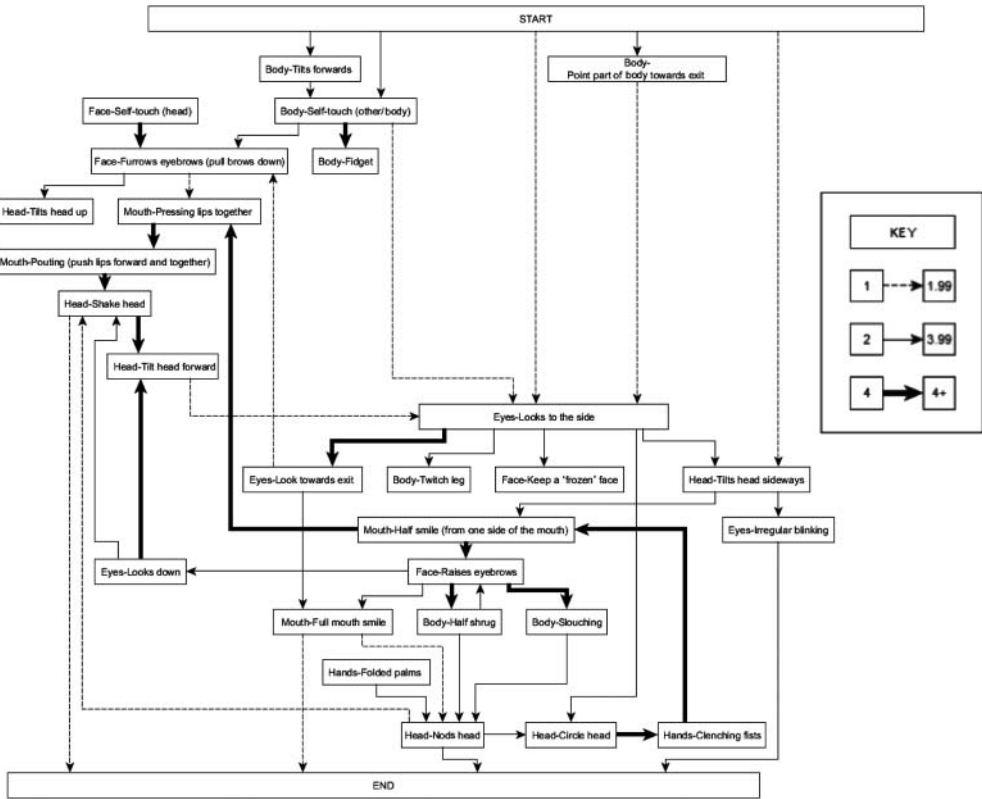 START
Body-Tilts forwards
Body-
Point part of body towards exit
Face-Self-touch (head)
Body-Self-touch (other/body)
Face-Furrows eyebrows (pull brows down)
Body-Fidget
Head-Tilts head up
Mouth-Pressing lips together
KEY
Mouth-Pouting (push lips forward and together)
1
1.99
Head-Shake head
2
3.99
Head-Tilt head forward
4
4+
Eyes-Looks to the side
Eyes-Look towards exit
Body-Twitch leg
Face-Keep a "frozen" face
Head-Tilts head sideways
Mouth-Half smile (from one side of the mouth)
Eyes-Irregular blinking
Eyes-Looks down
Face-Raises eyebrows
Mouth-Full mouth smile
Body-Half shrug
Body-Slouching
Hands-Folded palms
Head-Nods head
Head-Circle head
Hands-Clenching fists
END